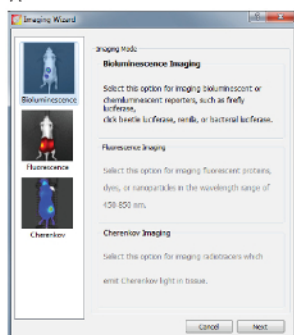 Imaging Wizard
Imaging Mode
Bioluminescence
Fluorescence
Cherenkov
Bioluminescence Imaging
Select this option for imaging bioluminescent or
chemiluminescent reporters, such as firefly
luciferase,
click beetle luciferase, renilla, or bacterial luciferase.
Fluorescence Imaging
Select this option for imaging fluorescent proteins,
dyes, or nanoparticles in the wavelength range of
450-850 nm.
Cherenkov Imaging
Select this option for imaging radiotracers which
emit Cherenkov light in tissue.
Cancel
Next